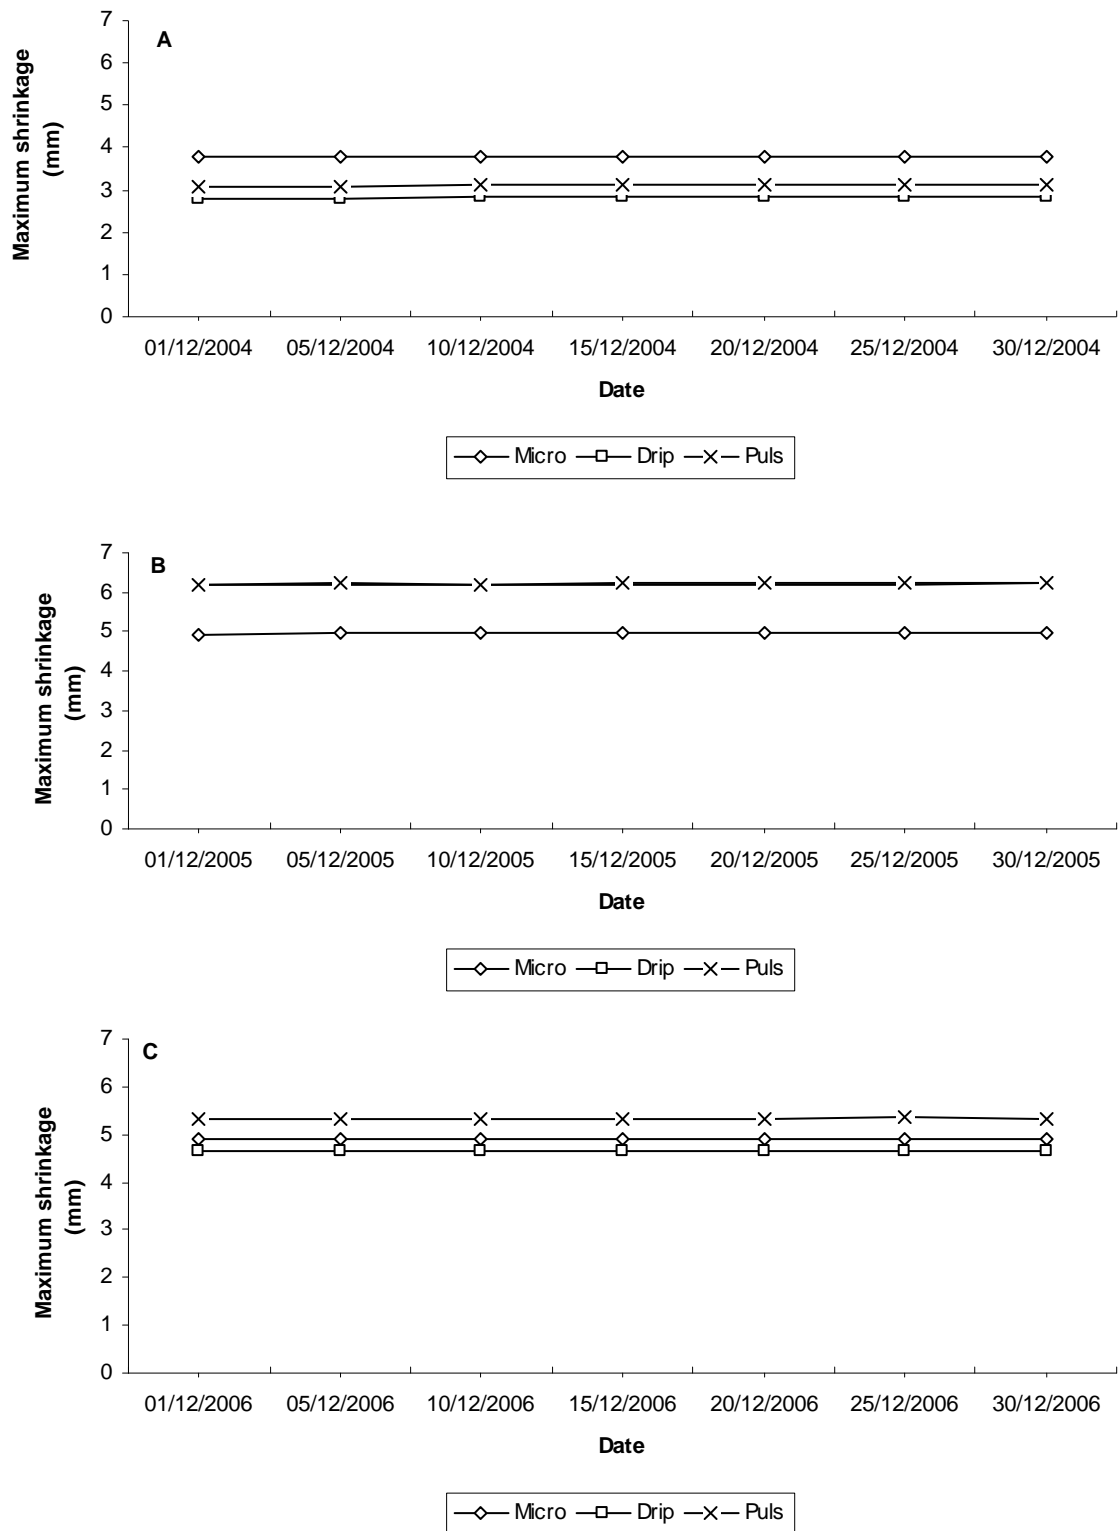 A
7
6
5
4
3
2
1
0
Maximum shrinkage
(mm)
01/12/2004 05/12/2004 10/12/2004 15/12/2004 20/12/2004 25/12/2004 30/12/2004
Date
Micro Drip Puls
B
7
6
5
4
3
2
1
0
Maximum shrinkage
(mm)
01/12/2005 05/12/2005 10/12/2005 15/12/2005 20/12/2005 25/12/2005 30/12/2005
Date
Micro Drip Puls
C
7
6
5
4
3
2
1
0
Maximum shrinkage
(mm)
01/12/2006 05/12/2006 10/12/2006 15/12/2006 20/12/2006 25/12/2006 30/12/2006
Date
Micro Drip Puls